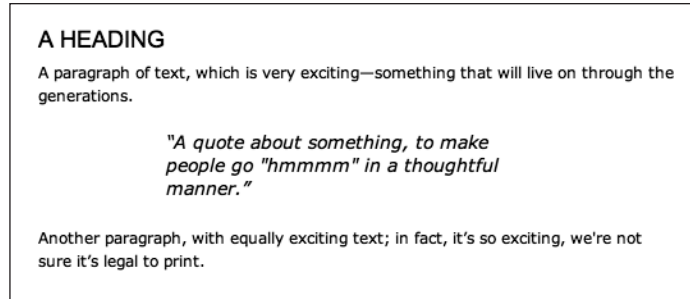 A HEADING
A paragraph of text, which is very exciting—something that will live on through the
generations.
“A quote about something, to make
people go "hmmmm" in a thoughtful
manner.”
Another paragraph, with equally exciting text; in fact, it’s so exciting, we're not
sure it’s legal to print.